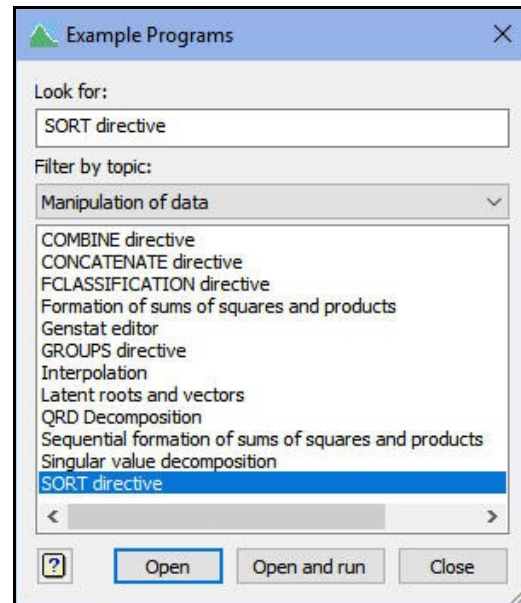 Example Programs
Look for:
SORT directive
Filter by topic:
Manipulation of data
COMBINE directive
CONCATENATE directive
FCLASSIFICATION directive
Formation of sums of squares and products
Genstat editor
GROUPS directive
Interpolation
Latent roots and vectors
QRD Decomposition
Sequential formation of sums of squares and products
Singular value decomposition
SORT directive
? Open Open and run Close